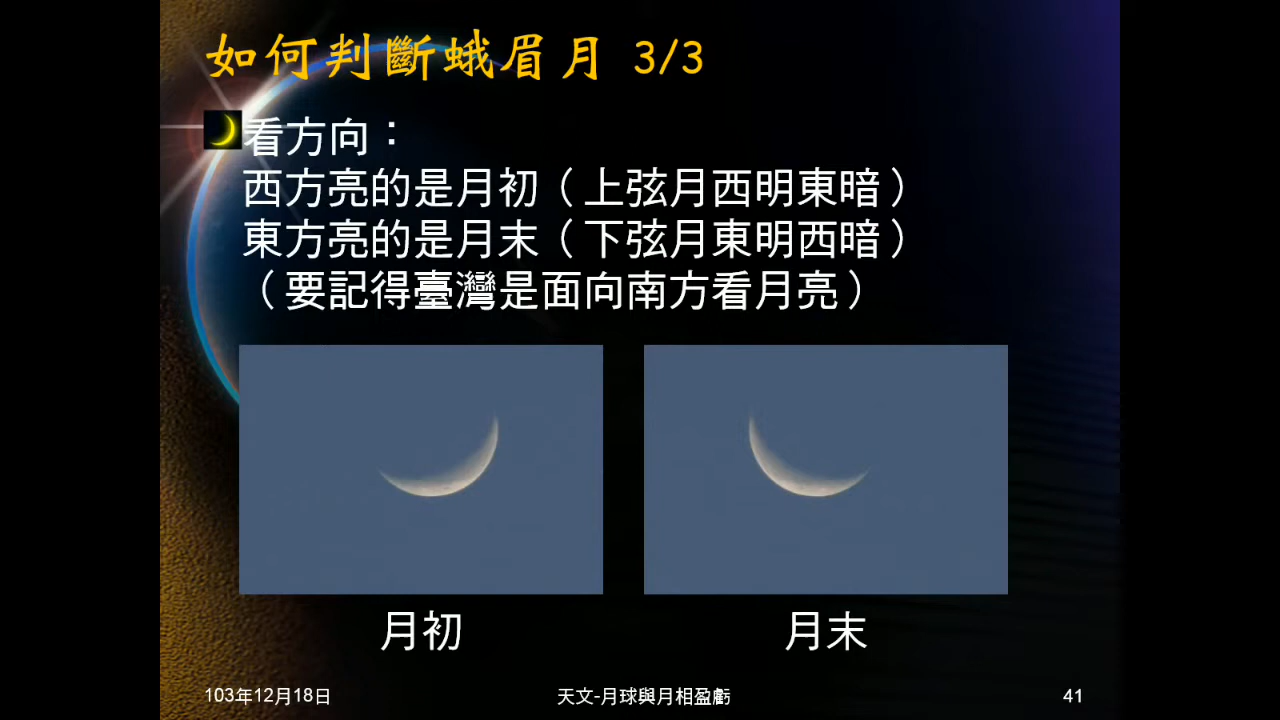 如何判斷蛾眉月 3/3
看方向：
西方亮的是月初（上弦月西明東暗）
東方亮的是月末（下弦月東明西暗）
（要記得臺灣是面向南方看月亮）
月初
月末
103年12月18日
天文-月球與月相盈虧
41